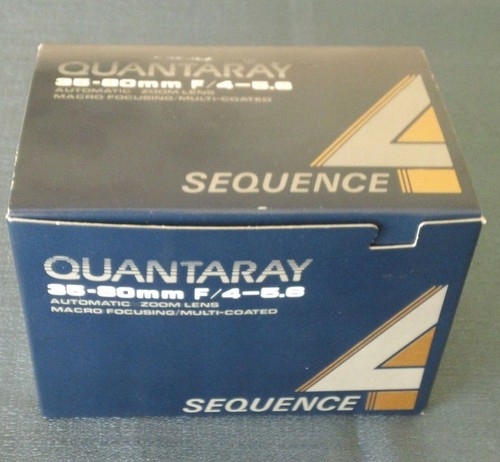 QUANTARAY
35-80mm F/4-5.6
AUTOMATIC ZOOM LENS
MACRO FOCUSING/MULTI-COATED
SEQUENCE
QUANTARAY
35-80mm F/4-5.6
AUTOMATIC ZOOM LENS
MACRO FOCUSING/MULTI-COATED
SEQUENCE